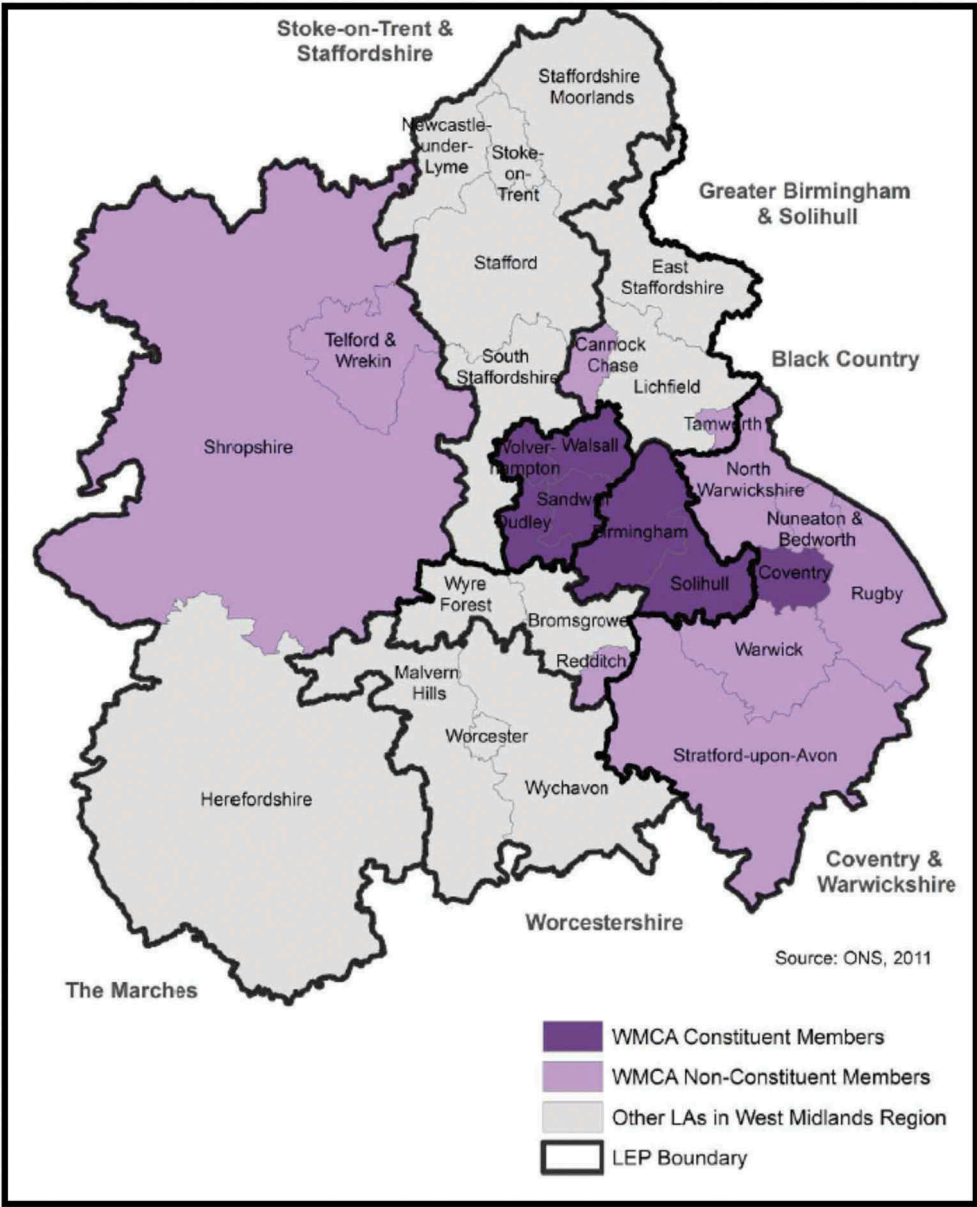 Stoke-on-Trent &
Staffordshire
Staffordshire
Moorlands
Newcastle-
under-
Lyme
Stoke-
on-
Trent
Greater Birmingham
& Solihull
Stafford
East
Staffordshire
Telford &
Wrekin
Cannock
Chase
South
Staffordshire
Lichfield
Black Country
Tamworth
Shropshire
Wolver-
hampton
Walsall
North
Warwickshire
Sandwell
Dudley
Birmingham
Nuneaton &
Bedworth
Solihull
Coventry
Rugby
Wyre
Forest
Bromsgrove
Redditch
Warwick
Malvern
Hills
Worcester
Stratford-upon-Avon
Wychavon
Herefordshire
Coventry &
Warwickshire
Worcestershire
Source: ONS, 2011
The Marches
WMCA Constituent Members
WMCA Non-Constituent Members
Other LAs in West Midlands Region
LEP Boundary